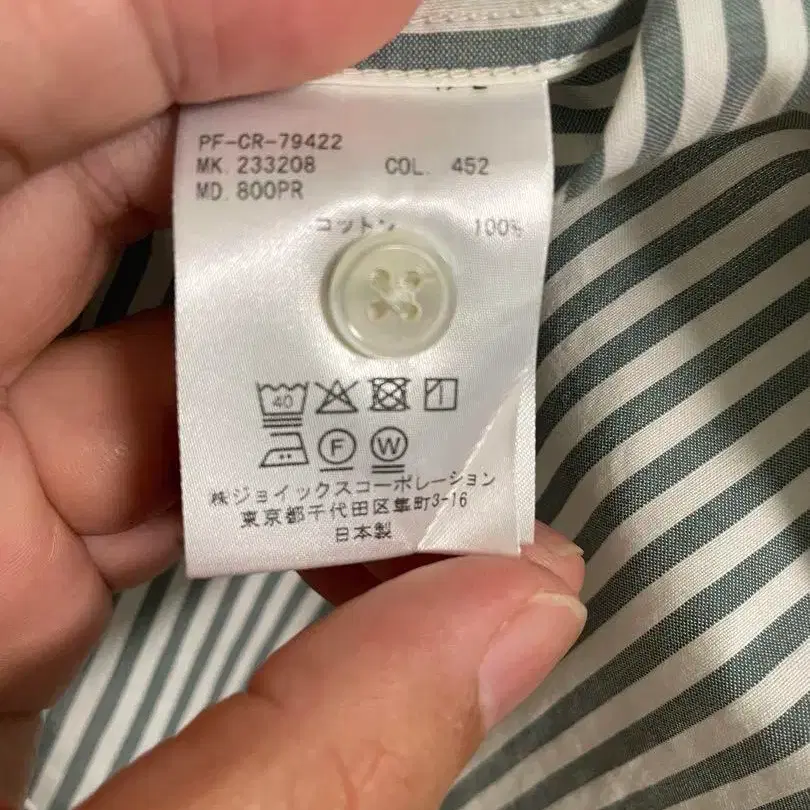 PF-CR-79422
MK. 233208 COL. 452
MD. 800PR
コットン 100%
40
F W
株ジョイックスコーポレーション
東京都千代田区隼町3-16
日本製